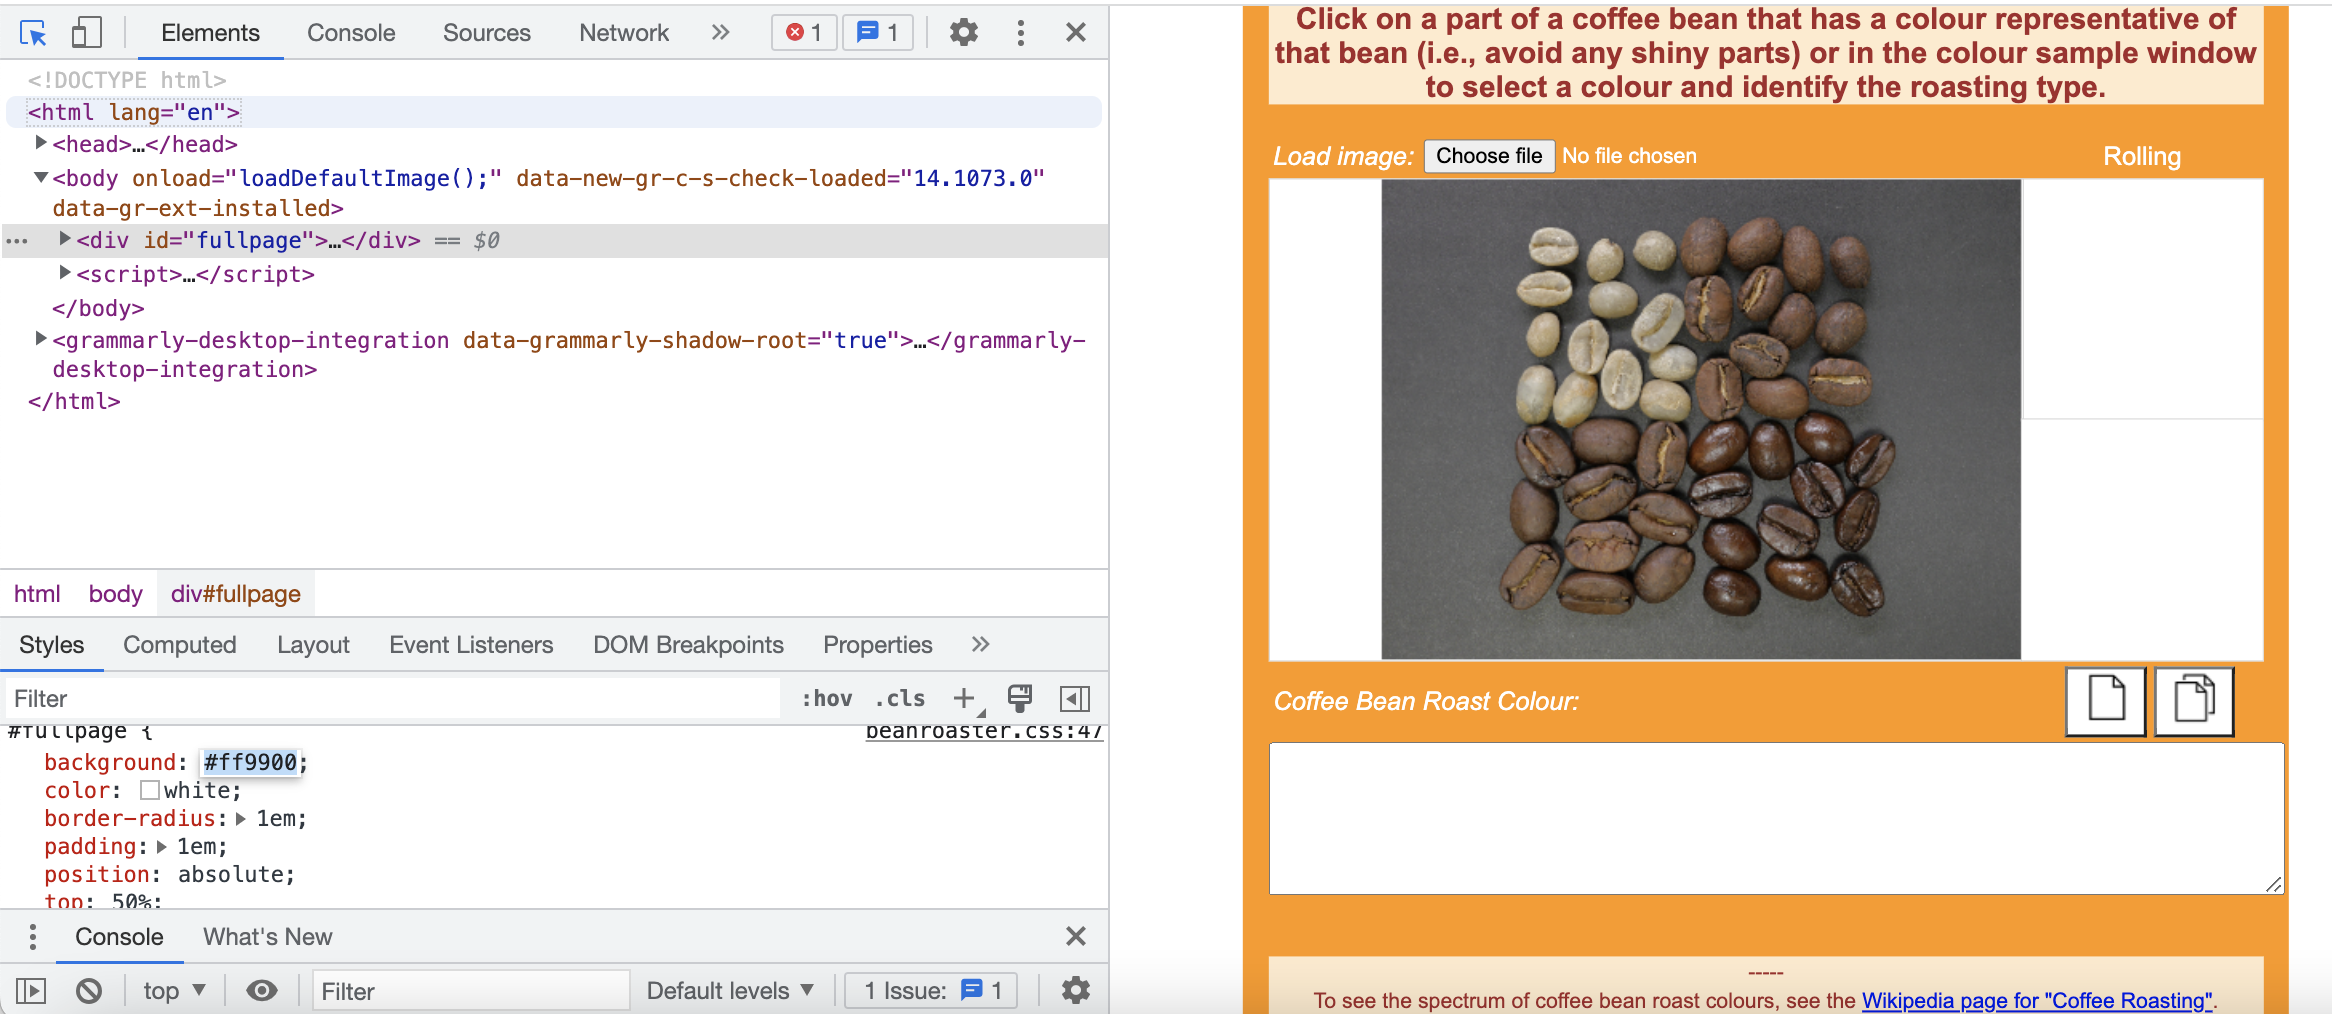 Elements Console Sources Network » 1 1
<!DOCTYPE html>
<html lang="en">
<head>…</head>
<body onload="loadDefaultImage();" data-new-gr-c-s-check-loaded="14.1073.0"
data-gr-ext-installed>
… <div id="fullpage">…</div> == $0
<script>…</script>
</body>
<grammarly-desktop-integration data-grammarly-shadow-root="true">…</grammarly-
desktop-integration>
</html>
html body div#fullpage
Styles Computed Layout Event Listeners DOM Breakpoints Properties »
Filter :hov .cls +
#fullpage { beanroaster.css:47
background: #ff9900;
color: white;
border-radius: 1em;
padding: 1em;
position: absolute;
top: 50%;
Console What's New
top Filter Default levels 1 Issue: 1
Click on a part of a coffee bean that has a colour representative of
that bean (i.e., avoid any shiny parts) or in the colour sample window
to select a colour and identify the roasting type.
Load image: Choose file No file chosen Rolling
Coffee Bean Roast Colour:
-----
To see the spectrum of coffee bean roast colours, see the Wikipedia page for "Coffee Roasting".